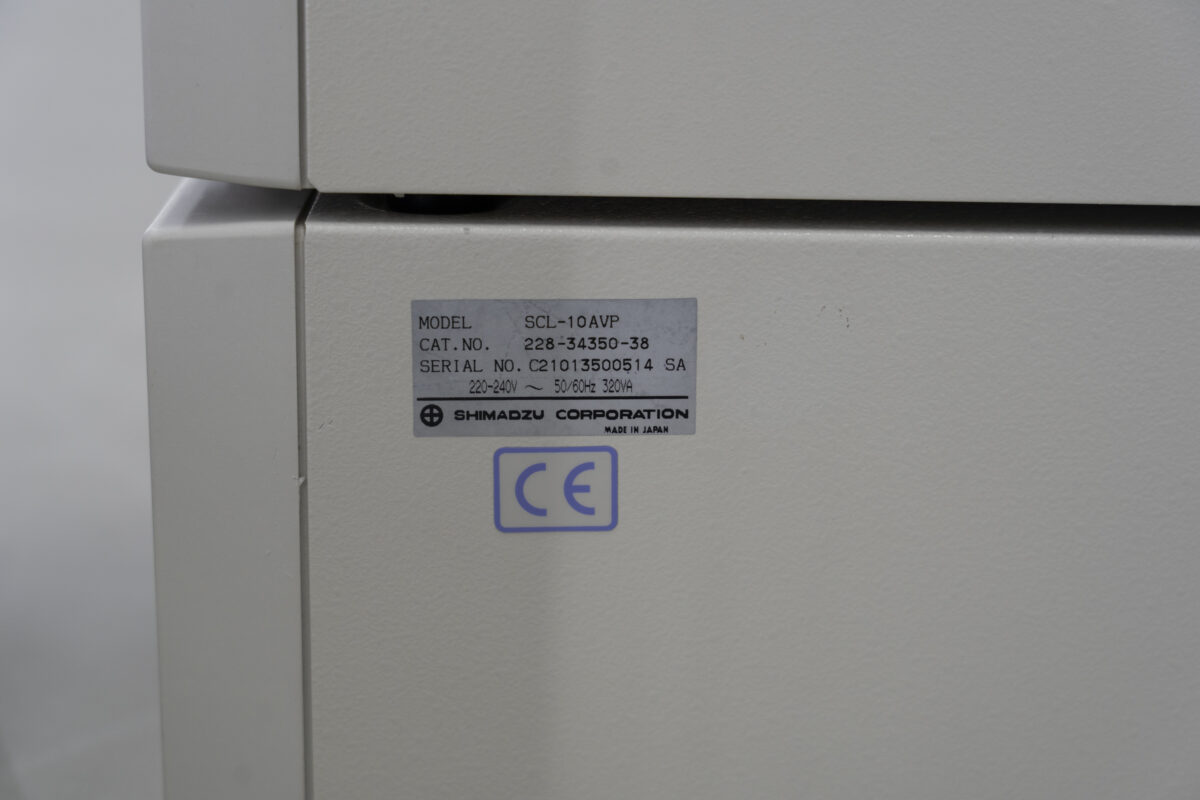 MODEL SCL-10AVP
CAT.NO. 228-34350-38
SERIAL NO. C21013500514 SA
220-240V ~ 50/60Hz 320VA
SHIMADZU CORPORATION
MADE IN JAPAN
CE